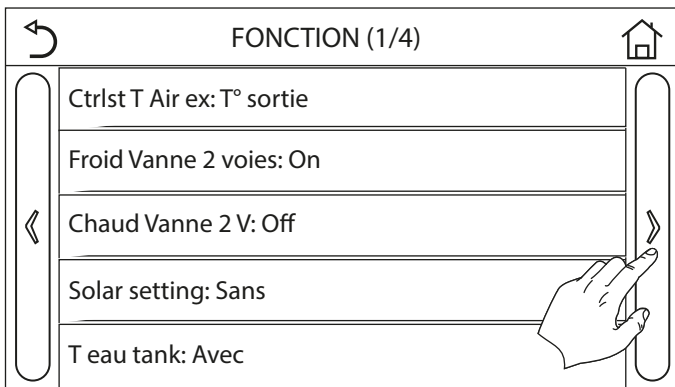 FONCTION (1/4)
Ctrlst T Air ex: T° sortie
Froid Vanne 2 voies: On
Chaud Vanne 2 V: Off
Solar setting: Sans
T eau tank: Avec